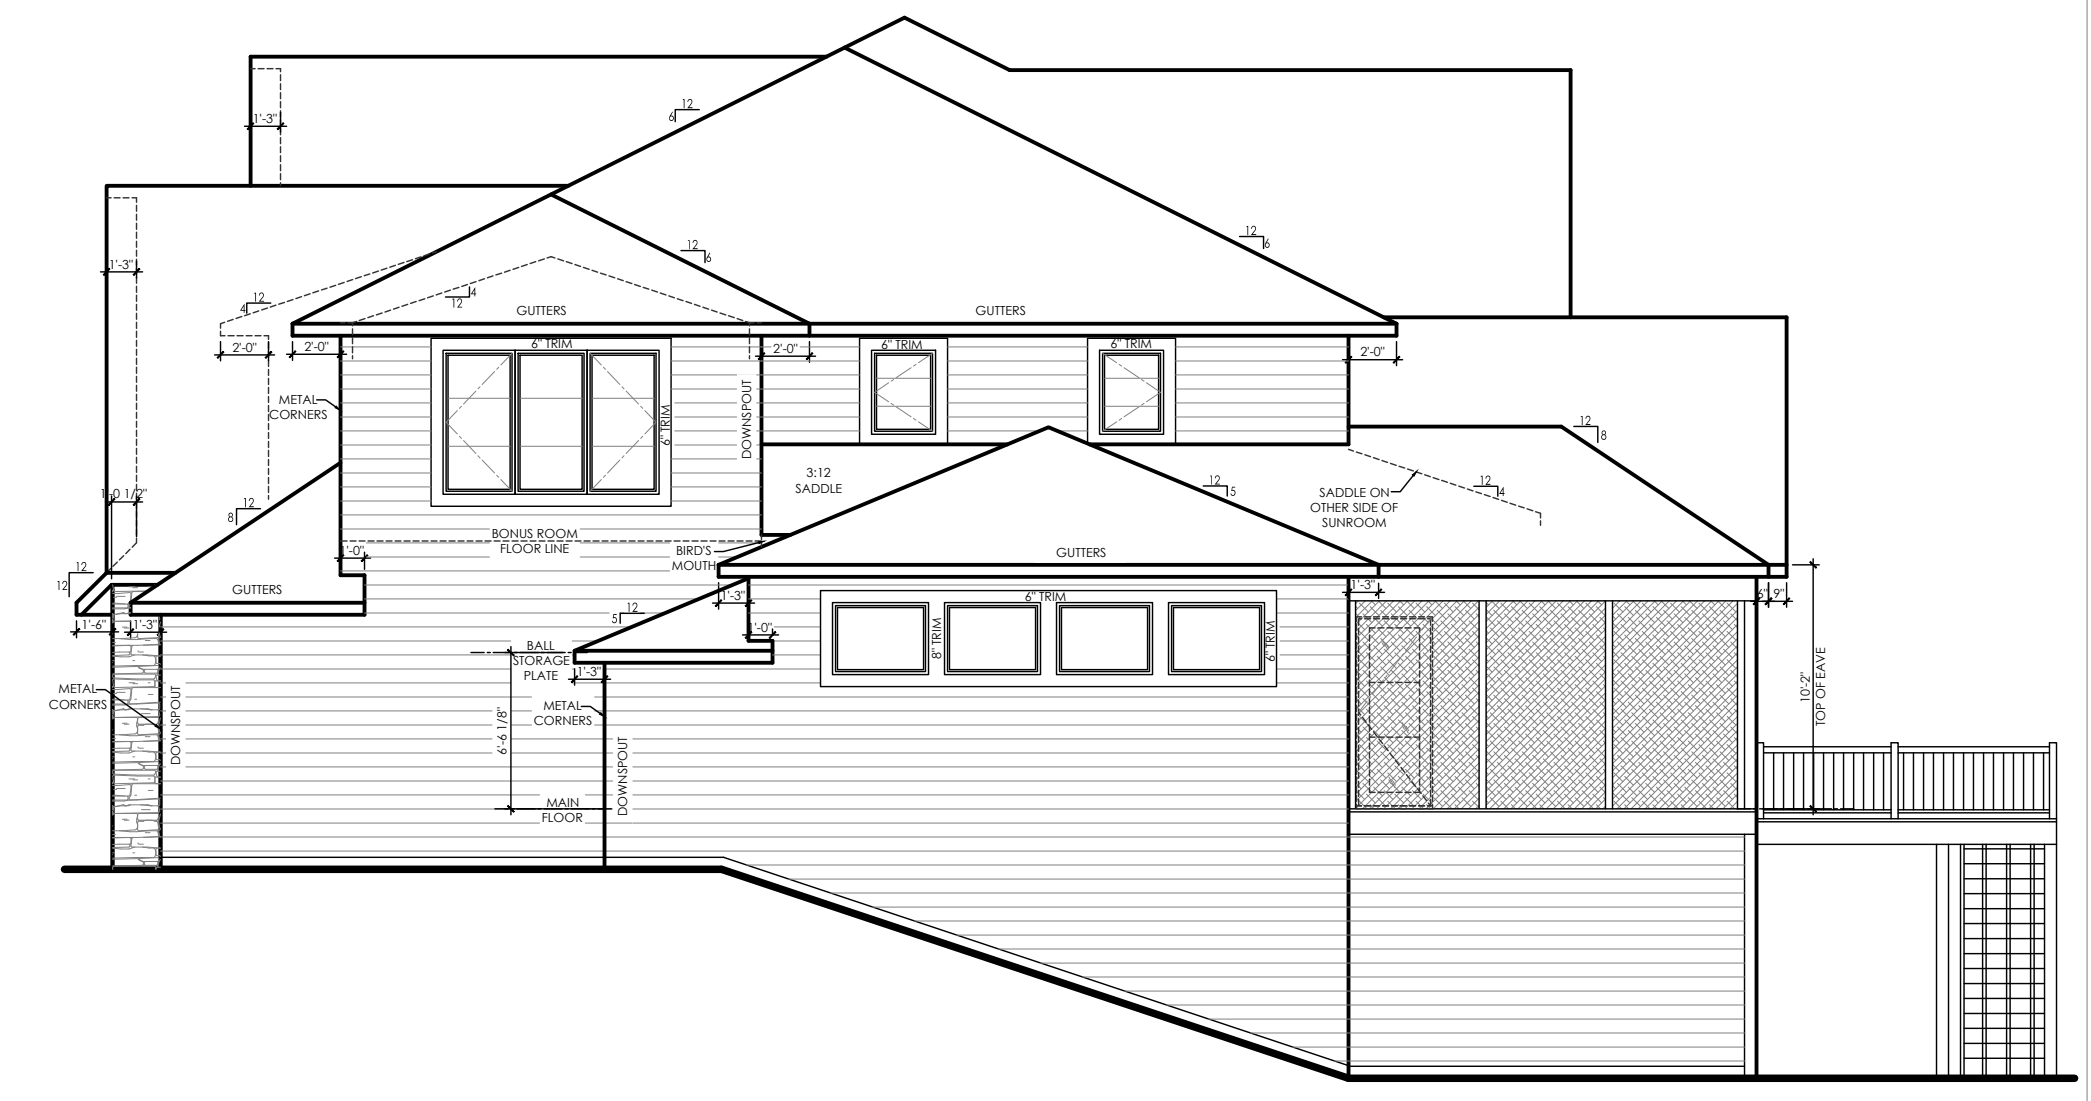 12
6
1'-3"
12
6
12
6
1'-3"
12
4
12
4
GUTTERS
GUTTERS
2'-0"
2'-0"
6" TRIM
2'-0"
6" TRIM
6" TRIM
2'-0"
METAL
CORNERS
6" TRIM
DOWNSPOUT
12
8
3:12
SADDLE
12
5
SADDLE ON
OTHER SIDE OF
SUNROOM
12
4
1'-0 1/2"
12
8
BONUS ROOM
FLOOR LINE
1'-0"
BIRD'S
MOUTH
GUTTERS
12
12
GUTTERS
1'-3"
12
5
6" TRIM
1'-3"
6"
9"
1'-6"
1'-3"
1'-0"
8" TRIM
6" TRIM
BALL
STORAGE
PLATE
1'-3"
METAL
CORNERS
DOWNSPOUT
METAL
CORNERS
6'-6 1/8"
DOWNSPOUT
10'-2"
TOP OF EAVE
MAIN
FLOOR